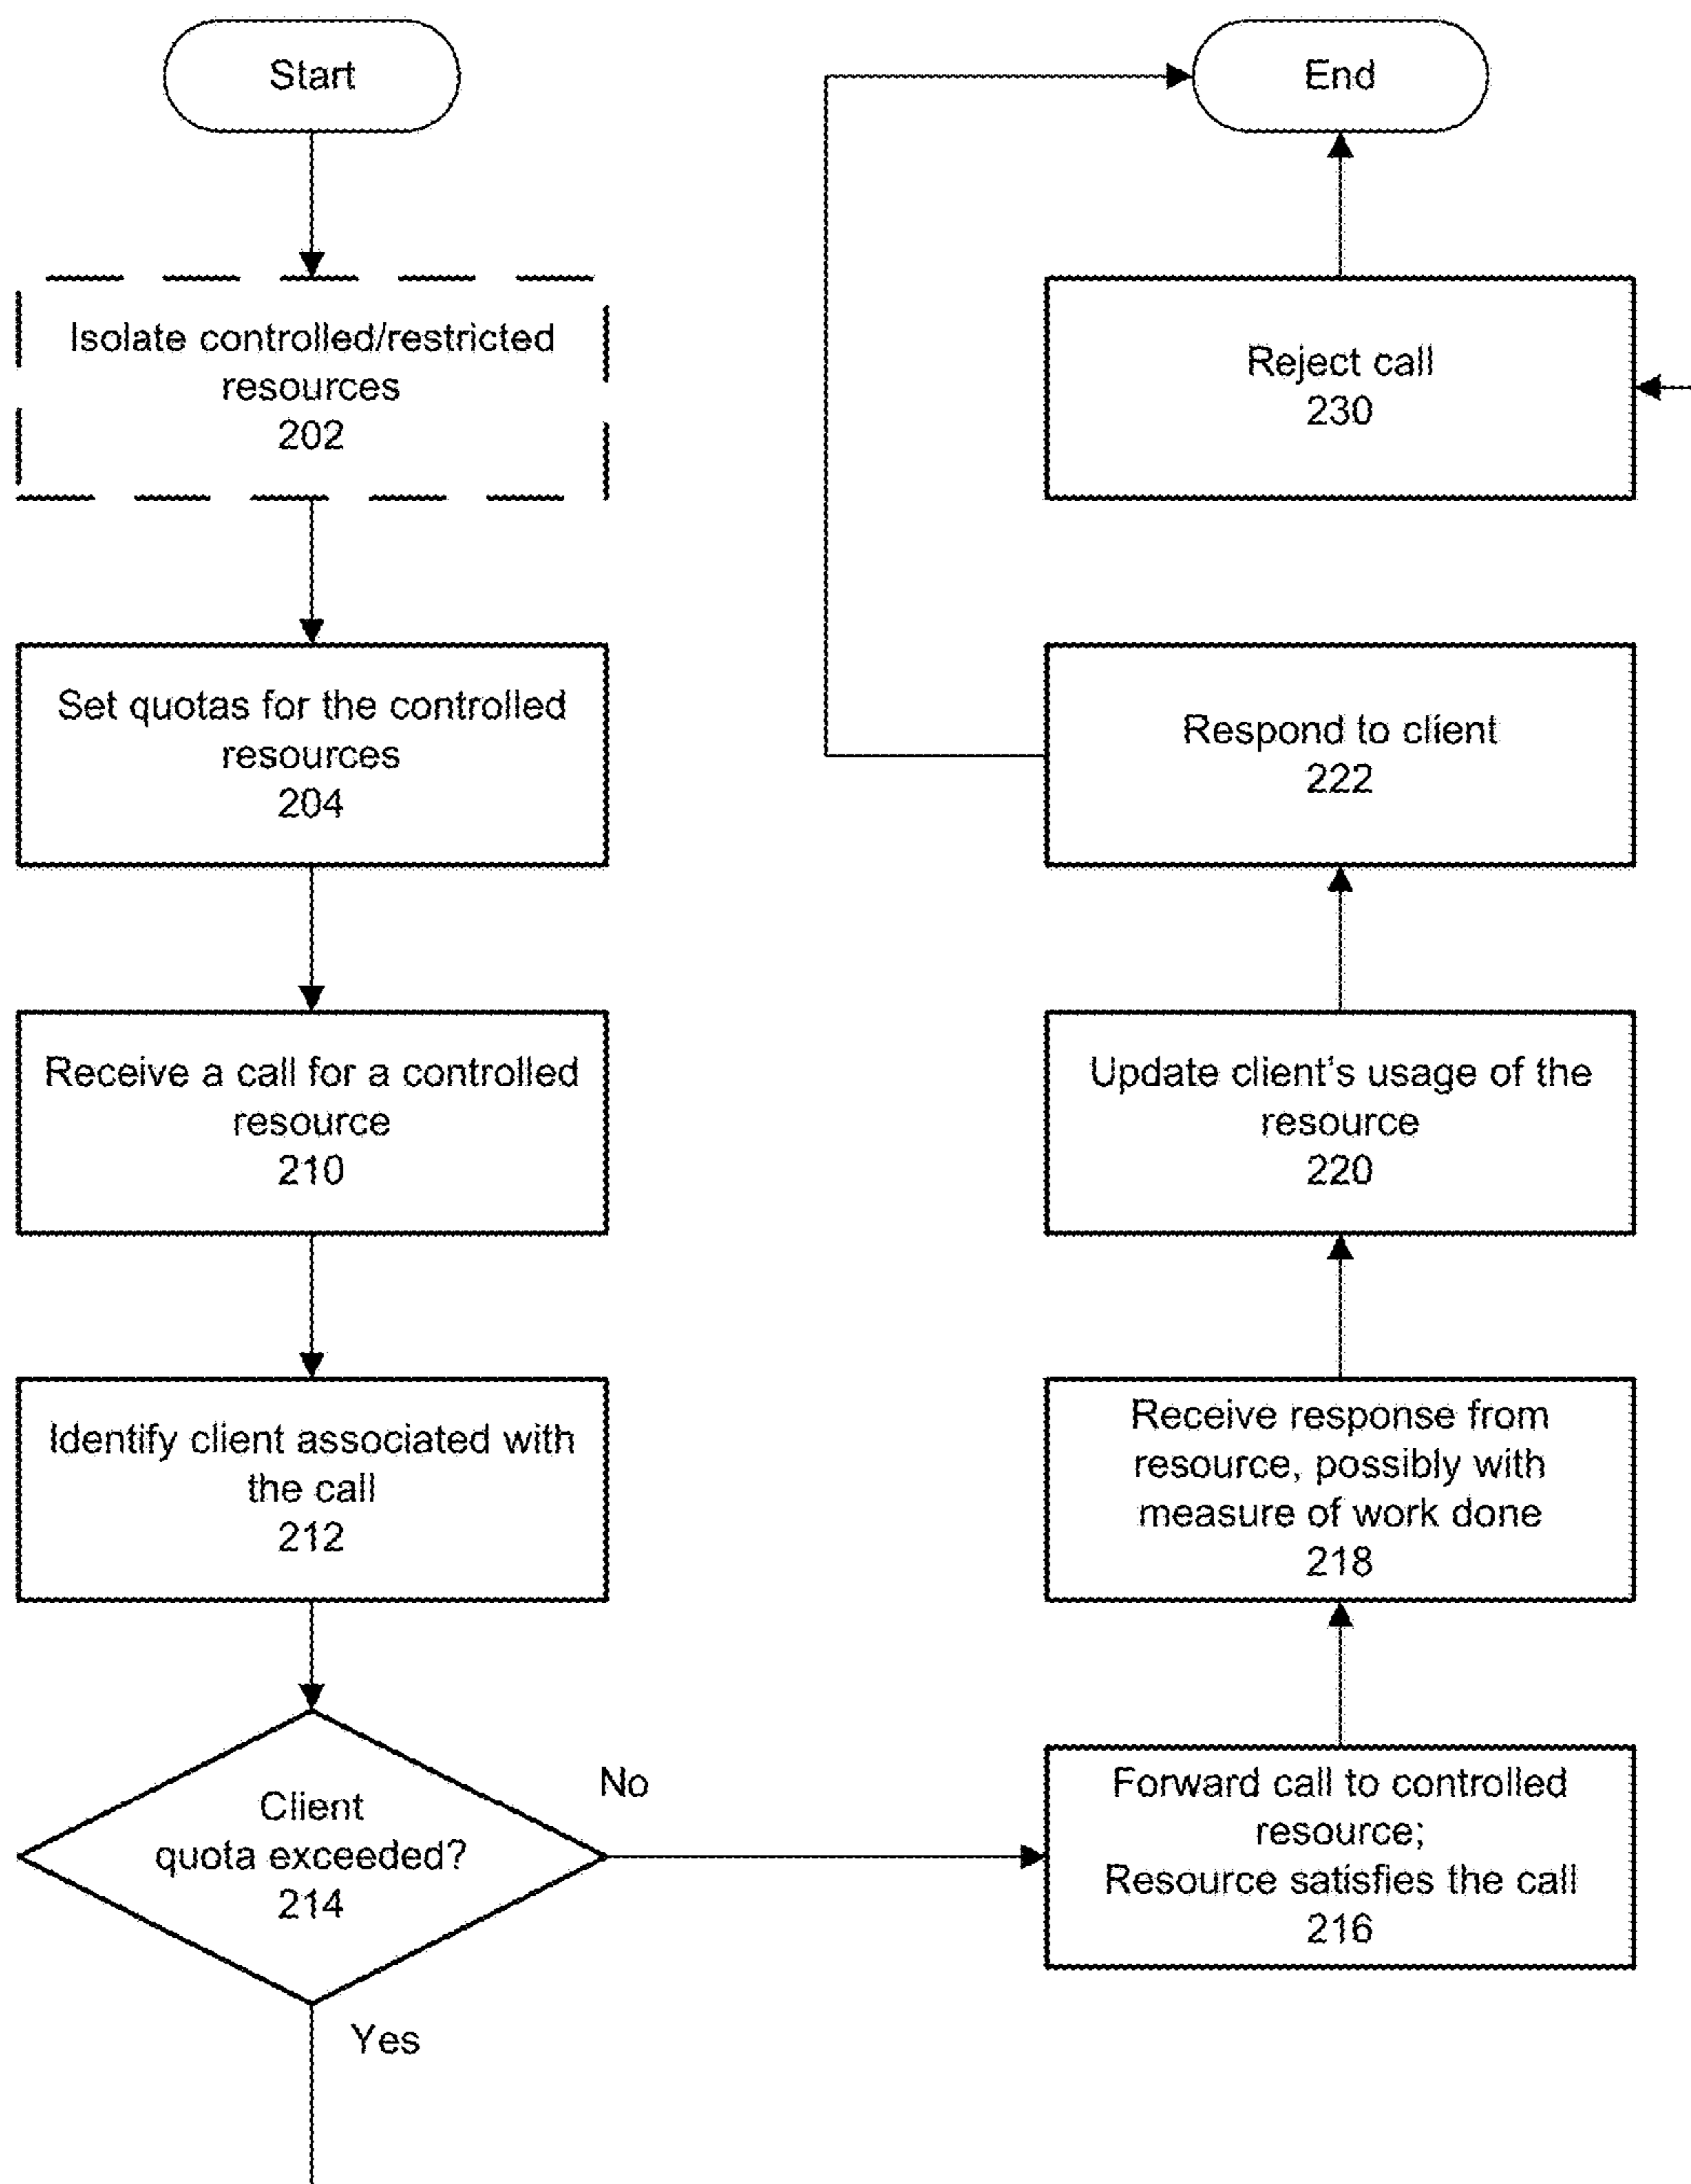 Start
Isolate controlled/restricted
resources
202
Set quotas for the controlled
resources
204
Receive a call for a controlled
resource
210
Identify client associated with
the call
212
Client
quota exceeded?
214
No
Yes
Forward call to controlled
resource;
Resource satisfies the call
216
Receive response from
resource, possibly with
measure of work done
218
Update client's usage of the
resource
220
Respond to client
222
Reject call
230
End